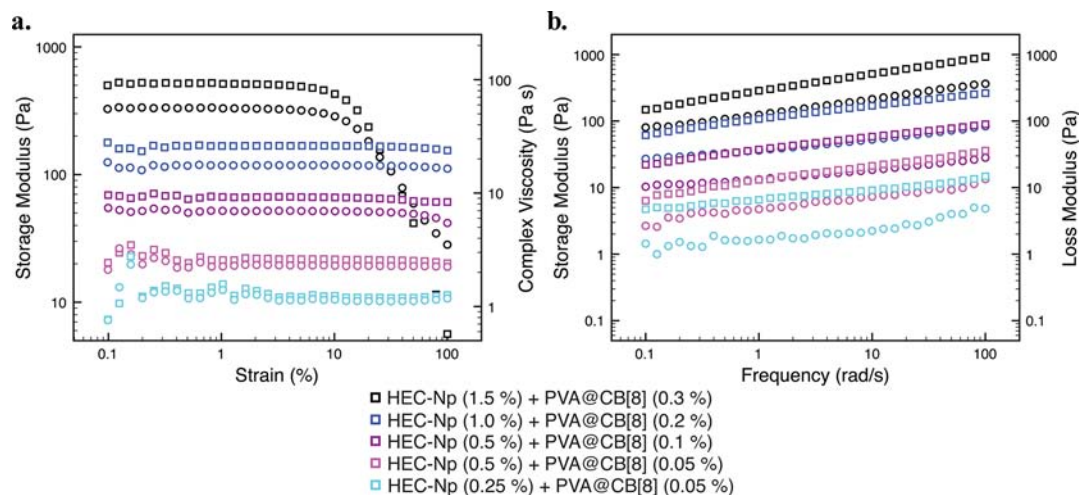 a.
b.
1000
100
10
Storage Modulus (Pa)
100
10
1
Complex Viscosity (Pa s)
0.1
1
10
100
Strain (%)
1000
100
10
1
0.1
Storage Modulus (Pa)
1000
100
10
1
0.1
Loss Modulus (Pa)
0.1
1
10
100
Frequency (rad/s)
HEC-Np (1.5 %) + PVA@CB[8] (0.3 %)
HEC-Np (1.0 %) + PVA@CB[8] (0.2 %)
HEC-Np (0.5 %) + PVA@CB[8] (0.1 %)
HEC-Np (0.5 %) + PVA@CB[8] (0.05 %)
HEC-Np (0.25 %) + PVA@CB[8] (0.05 %)